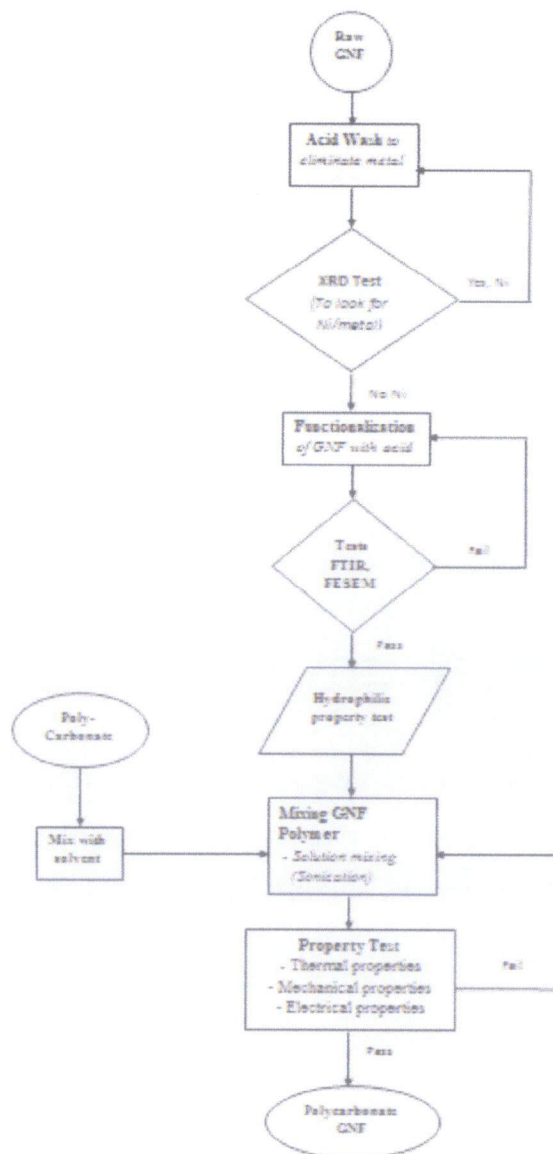 Raw
GNF
Acid Wash to
eliminate metal
XRD Test
(To look for
Ni/metal)
Yes, Ni
No Ni
Functionalization
of GNF with acid
Tests
FTIR,
FESEM
Fail
Pass
Hydrophilic
property test
Poly-
Carbonate
Mix with
solvent
Mixing GNF
Polymer
- Solution mixing
(Sonication)
Property Test
- Thermal properties
- Mechanical properties
- Electrical properties
Fail
Pass
Polycarbonate
GNF